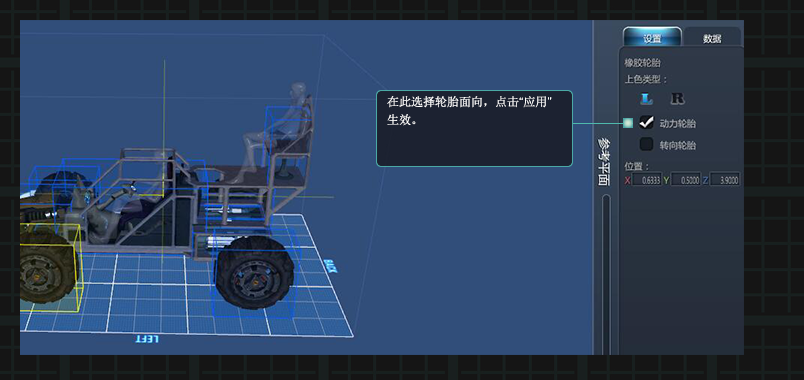 设置 数据
橡胶轮胎
上色类型：
L R
在此选择轮胎面向，点击“应用”
生效。
动力轮胎
转向轮胎
参考平面
位置：
X 0.6333 Y 0.5000 Z 3.9000
BACK
LEFT